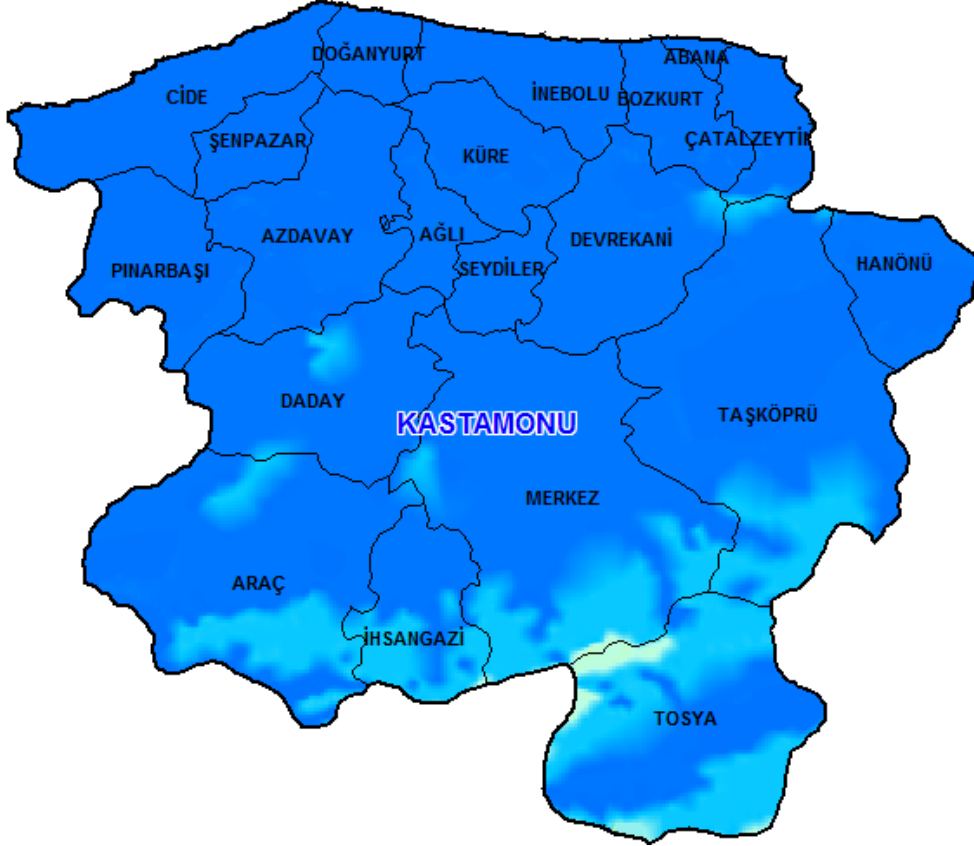 DOĞANYURT
ABANA
CİDE
İNEBOLU
BOZKURT
ŞENPAZAR
ÇATALZEYTİN
KÜRE
AZDAVAY
AĞLI
DEVREKANİ
PINARBAŞI
SEYDİLER
HANÖNÜ
DADAY
KASTAMONU
TAŞKÖPRÜ
MERKEZ
ARAÇ
İHSANGAZİ
TOSYA